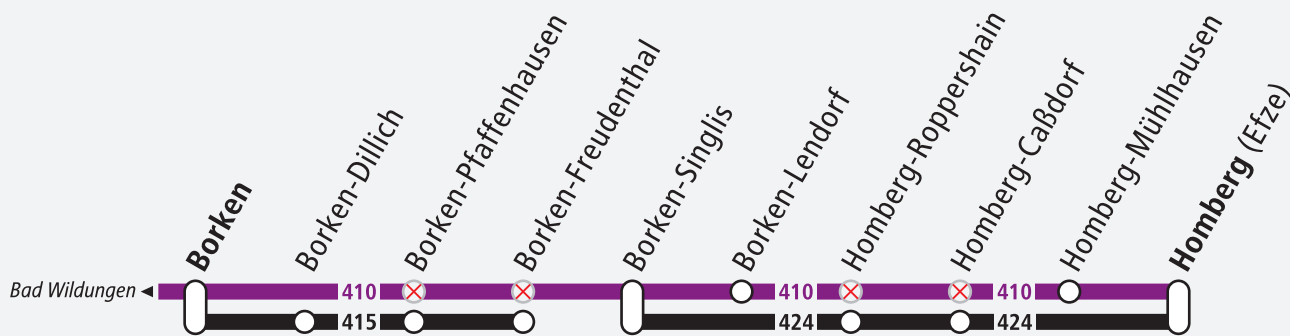 Borken
Borken-Dillich
Borken-Pfaffenhausen
Borken-Freudenthal
Borken-Singlis
Borken-Lendorf
Homberg-Roppershain
Homberg-Caßdorf
Homberg-Mühlhausen
Homberg (Efze)
Bad Wildungen
410
410
410
415
424
424